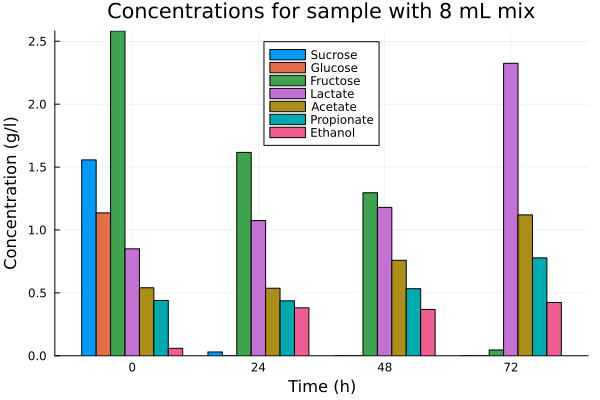 Concentrations for sample with 8 mL mix
Concentration (g/l)
2.5
2.0
1.5
1.0
0.5
0.0
Sucrose
Glucose
Fructose
Lactate
Acetate
Propionate
Ethanol
0 24 48 72
Time (h)